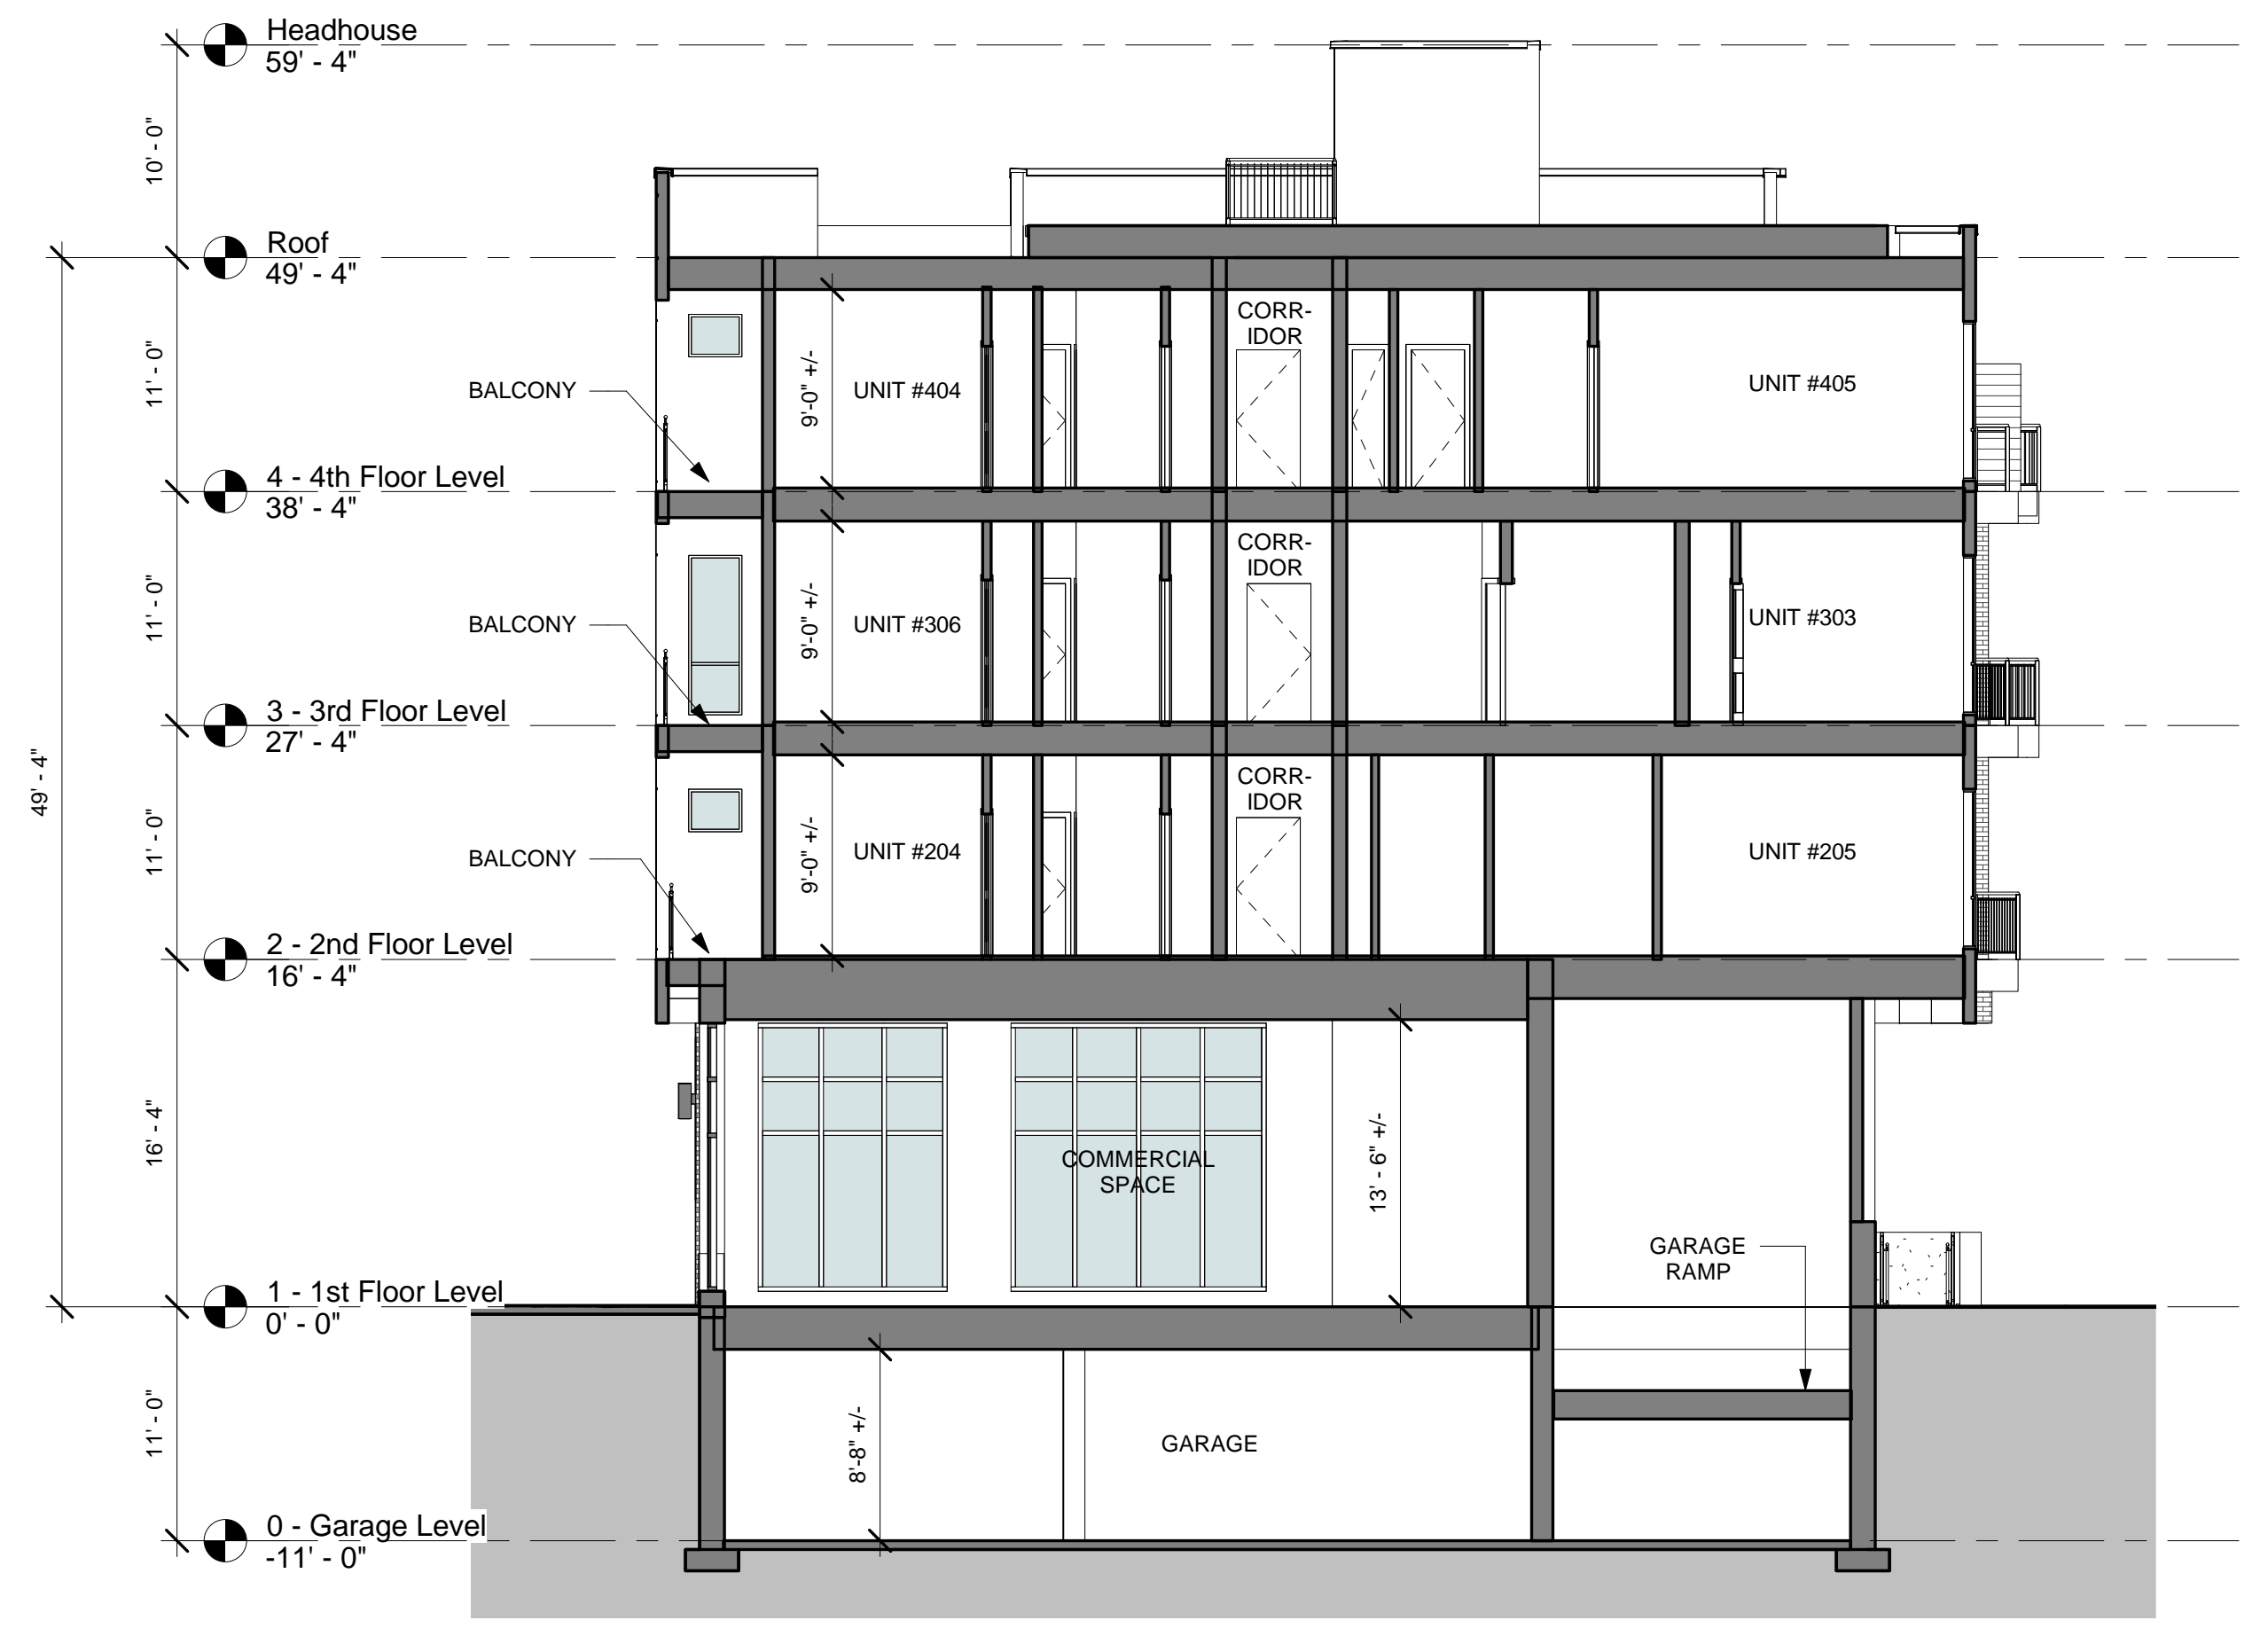 Headhouse
59' - 4"
10' - 0"
Roof
49' - 4"
11' - 0"
BALCONY
9'-0" +/-
UNIT #404
CORR-
IDOR
UNIT #405
4 - 4th Floor Level
38' - 4"
11' - 0"
BALCONY
9'-0" +/-
UNIT #306
CORR-
IDOR
UNIT #303
3 - 3rd Floor Level
27' - 4"
49' - 4"
11' - 0"
BALCONY
9'-0" +/-
UNIT #204
CORR-
IDOR
UNIT #205
2 - 2nd Floor Level
16' - 4"
16' - 4"
COMMERCIAL
SPACE
13' - 6" +/-
GARAGE
RAMP
1 - 1st Floor Level
0' - 0"
11' - 0"
8'-8" +/-
GARAGE
0 - Garage Level
-11' - 0"